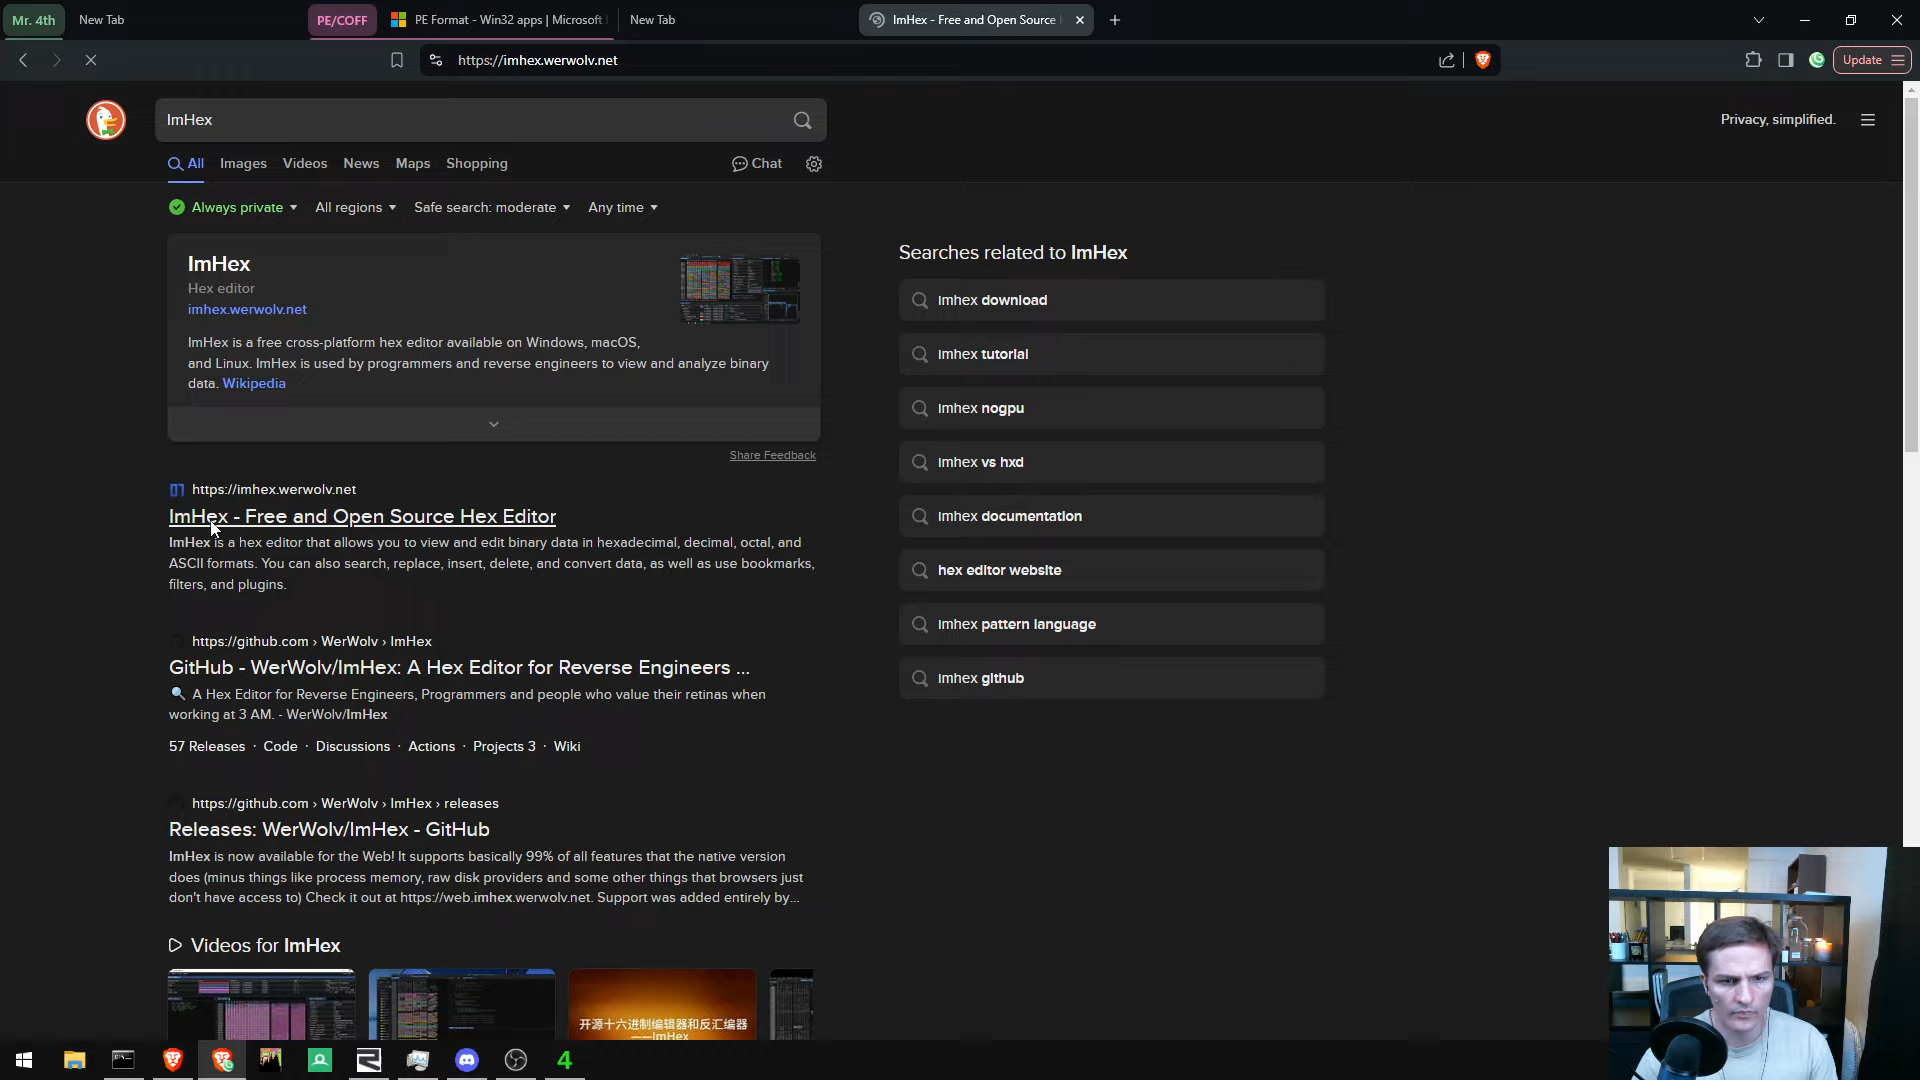 Mr. 4th
New Tab
PE/COFF
PE Format - Win32 apps | Microsoft
New Tab
ImHex - Free and Open Source
https://imhex.werwolv.net
Update
ImHex
Privacy, simplified.
All
Images
Videos
News
Maps
Shopping
Chat
Always private
All regions
Safe search: moderate
Any time
ImHex
Hex editor
imhex.werwolv.net
ImHex is a free cross-platform hex editor available on Windows, macOS,
and Linux. ImHex is used by programmers and reverse engineers to view and analyze binary
data. Wikipedia
Share Feedback
https://imhex.werwolv.net
ImHex - Free and Open Source Hex Editor
ImHex is a hex editor that allows you to view and edit binary data in hexadecimal, decimal, octal, and
ASCII formats. You can also search, replace, insert, delete, and convert data, as well as use bookmarks,
filters, and plugins.
https://github.com › WerWolv › ImHex
GitHub - WerWolv/ImHex: A Hex Editor for Reverse Engineers ...
🔍 A Hex Editor for Reverse Engineers, Programmers and people who value their retinas when
working at 3 AM. - WerWolv/ImHex
57 Releases · Code · Discussions · Actions · Projects 3 · Wiki
https://github.com › WerWolv › ImHex › releases
Releases: WerWolv/ImHex - GitHub
ImHex is now available for the Web! It supports basically 99% of all features that the native version
does (minus things like process memory, raw disk providers and some other things that browsers just
don't have access to) Check it out at https://web.imhex.werwolv.net. Support was added entirely by...
Videos for ImHex
开源十六进制编辑器和反汇编器
——ImHex
Searches related to ImHex
imhex download
imhex tutorial
imhex nogpu
imhex vs hxd
imhex documentation
hex editor website
imhex pattern language
imhex github
4